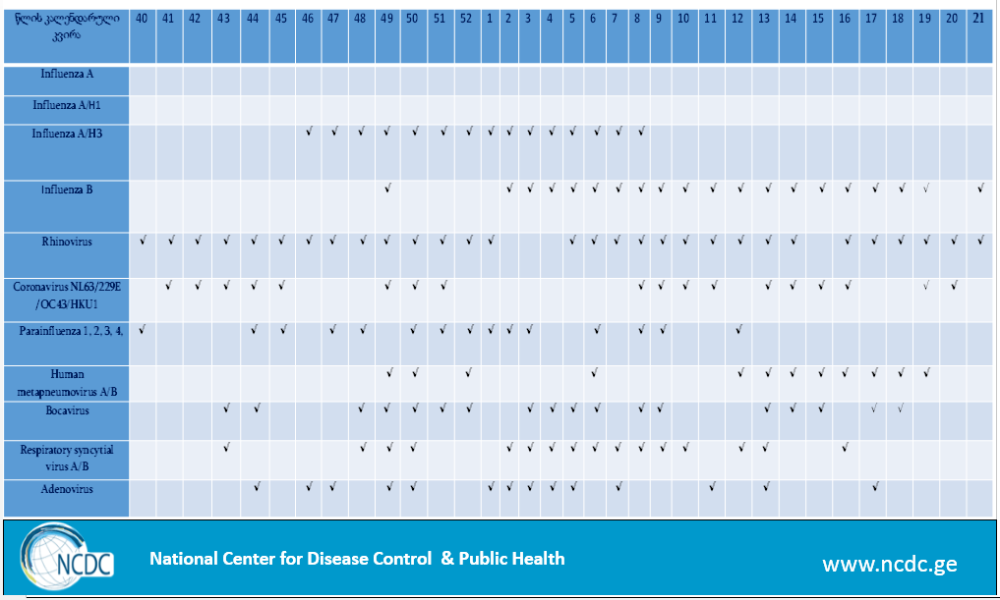 წლის კალენდარული
კვირა
40 41 42 43 44 45 46 47 48 49 50 51 52 1 2 3 4 5 6 7 8 9 10 11 12 13 14 15 16 17 18 19 20 21
Influenza A
Influenza A/H1
Influenza A/H3 √ √ √ √ √ √ √ √ √ √ √ √ √ √ √
Influenza B √ √ √ √ √ √ √ √ √ √ √ √ √ √ √ √ √ √ √ √
Rhinovirus √ √ √ √ √ √ √ √ √ √ √ √ √ √ √ √ √ √ √ √ √ √ √ √ √ √ √ √ √ √
Coronavirus NL63/229E √ √ √ √ √ √ √ √ √ √ √ √ √ √ √ √ √ √
/OC43/HKU1
Parainfluenza 1, 2, 3, 4, √ √ √ √ √ √ √ √ √ √ √ √ √ √ √
Human √ √ √ √ √ √ √ √ √ √ √ √
metapneumovirus A/B
Bocavirus √ √ √ √ √ √ √ √ √ √ √ √ √ √ √ √ √ √
Respiratory syncytial √ √ √ √ √ √ √ √ √ √ √ √ √ √ √ √
virus A/B
Adenovirus √ √ √ √ √ √ √ √ √ √ √ √ √ √
NCDC
National Center for Disease Control & Public Health
www.ncdc.ge